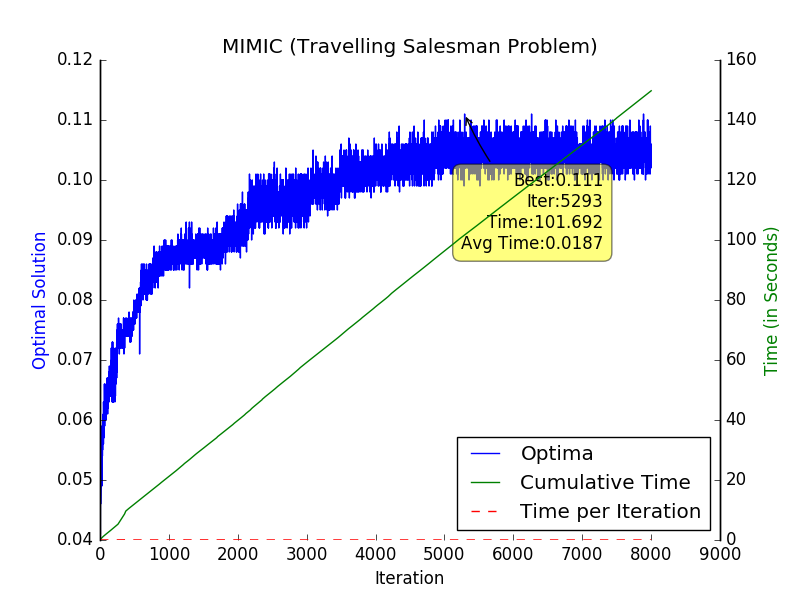 MIMIC (Travelling Salesman Problem)
0.12
0.11
0.10
0.09
0.08
0.07
0.06
0.05
0.04
Optimal Solution
160
140
120
100
80
60
40
20
0
Time (in Seconds)
Best:0.111
Iter:5293
Time:101.692
Avg Time:0.0187
Optima
Cumulative Time
Time per Iteration
0 1000 2000 3000 4000 5000 6000 7000 8000 9000
Iteration